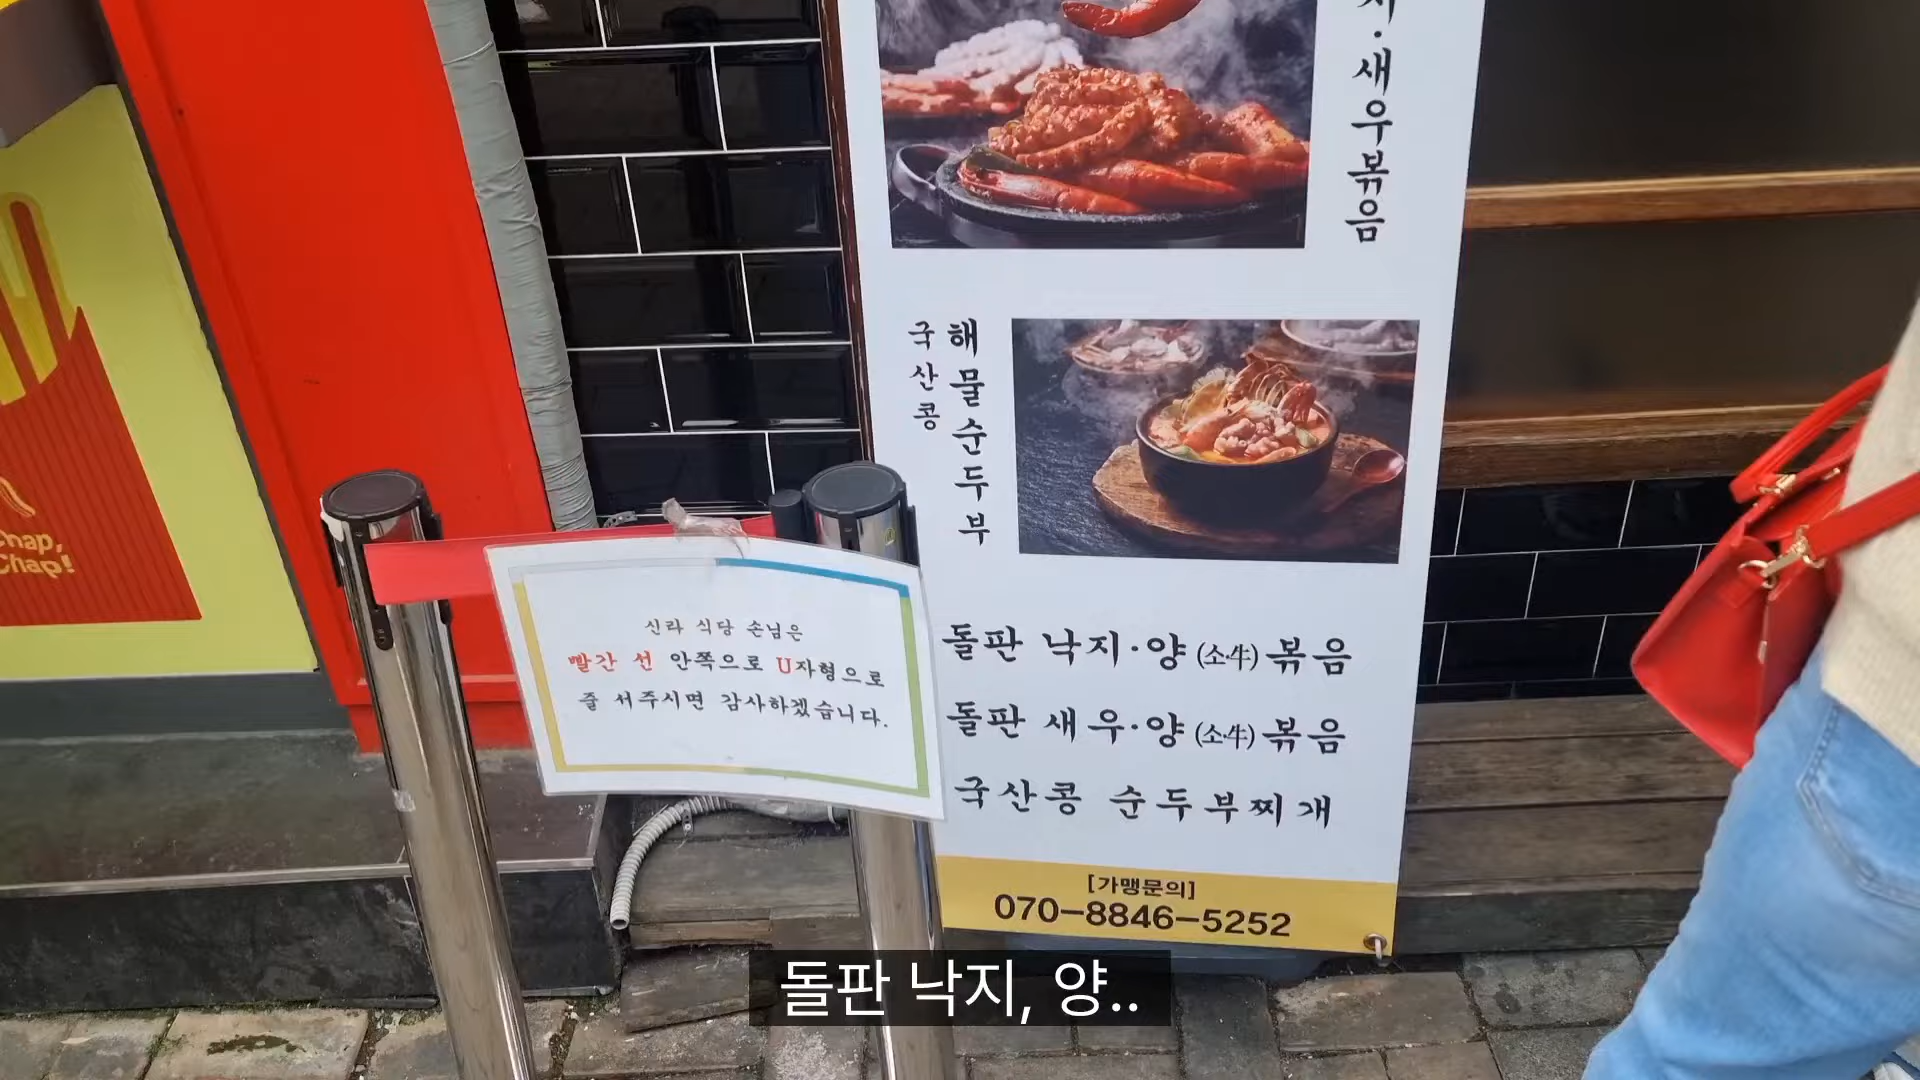 ·새우볶음
국산콩
해물순두부
신라 식당 손님은
빨간 선 안쪽으로 U자형으로
줄 서주시면 감사하겠습니다.
돌판 낙지·양(소·牛)볶음
돌판 새우·양(소·牛)볶음
국산콩 순두부찌개
[가맹문의]
070-8846-5252
Chap!
돌판 낙지, 양..